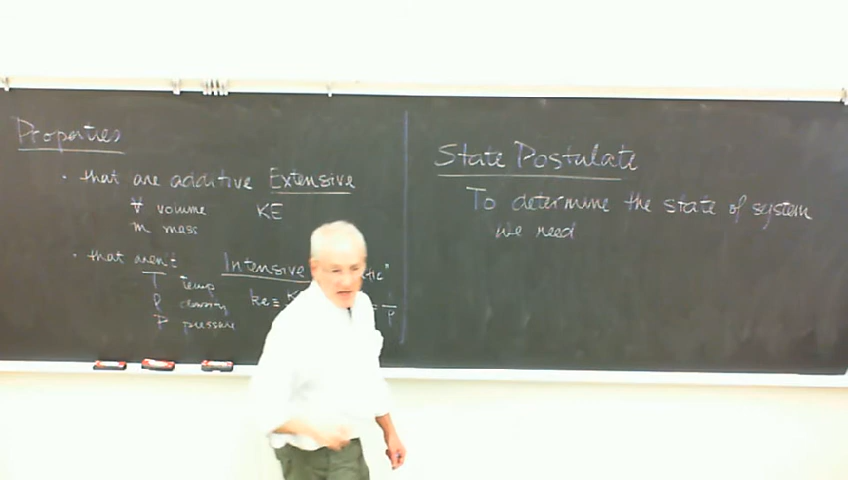 Properties
· that are additive Extensive
V volume KE
m mass
· that aren't Intensive
T Temp
ρ density ke ≡
P pressure
State Postulate
To determine the state of system
we need